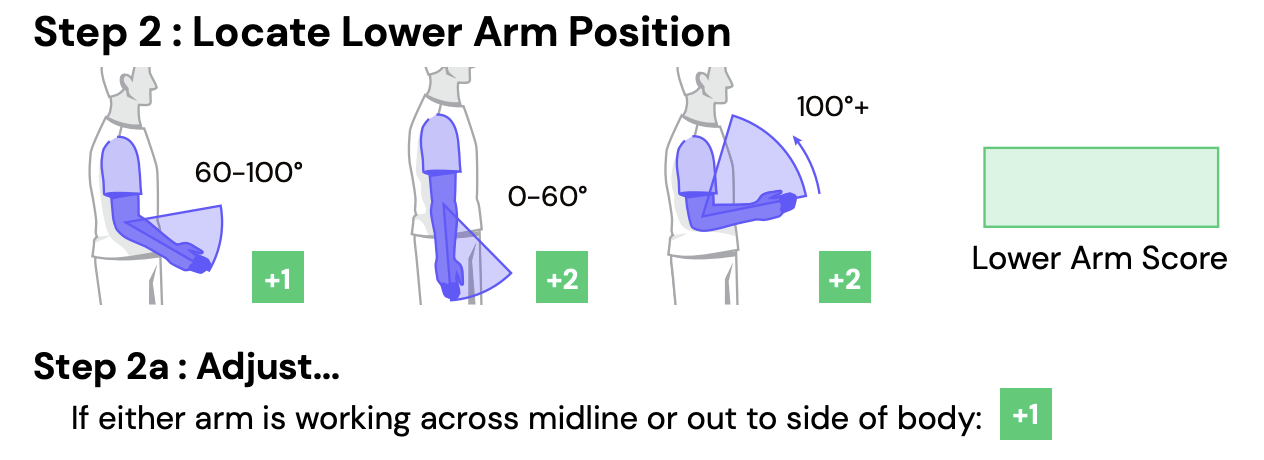 Step 2 : Locate Lower Arm Position
60-100°
+1
0-60°
+2
100°+
+2
Lower Arm Score
Step 2a : Adjust...
If either arm is working across midline or out to side of body: +1